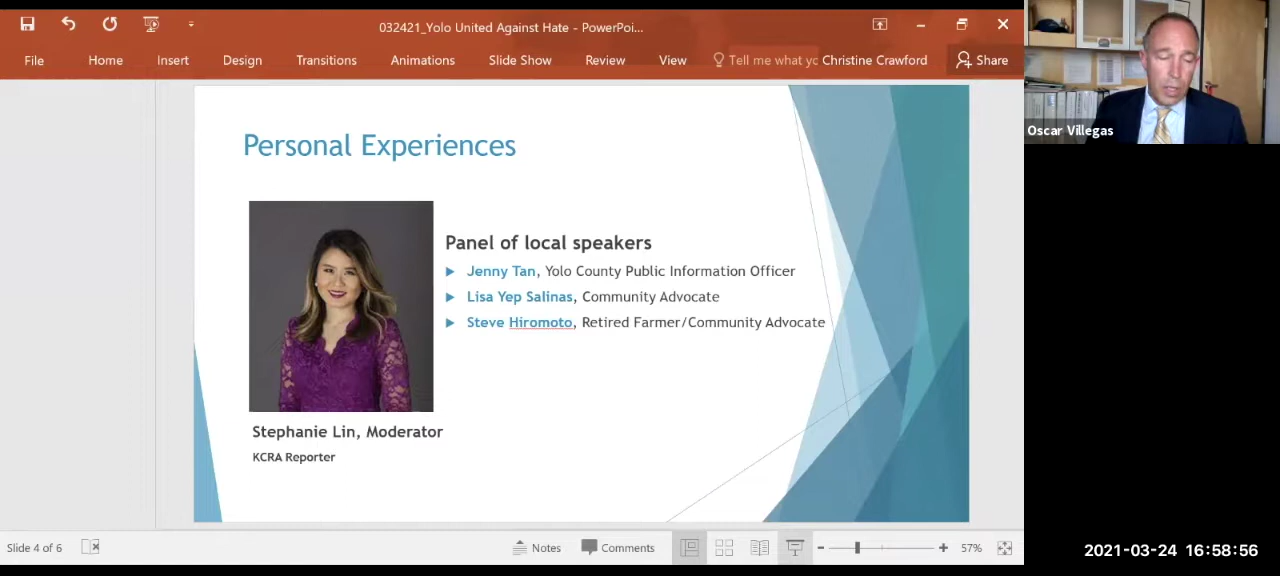 032421_Yolo United Against Hate - PowerPoi...
File Home Insert Design Transitions Animations Slide Show Review View Tell me what yo Christine Crawford Share
Oscar Villegas
Personal Experiences
Panel of local speakers
Jenny Tan, Yolo County Public Information Officer
Lisa Yep Salinas, Community Advocate
Steve Hiromoto, Retired Farmer/Community Advocate
Stephanie Lin, Moderator
KCRA Reporter
Slide 4 of 6 Notes Comments 57%
2021-03-24 16:58:56